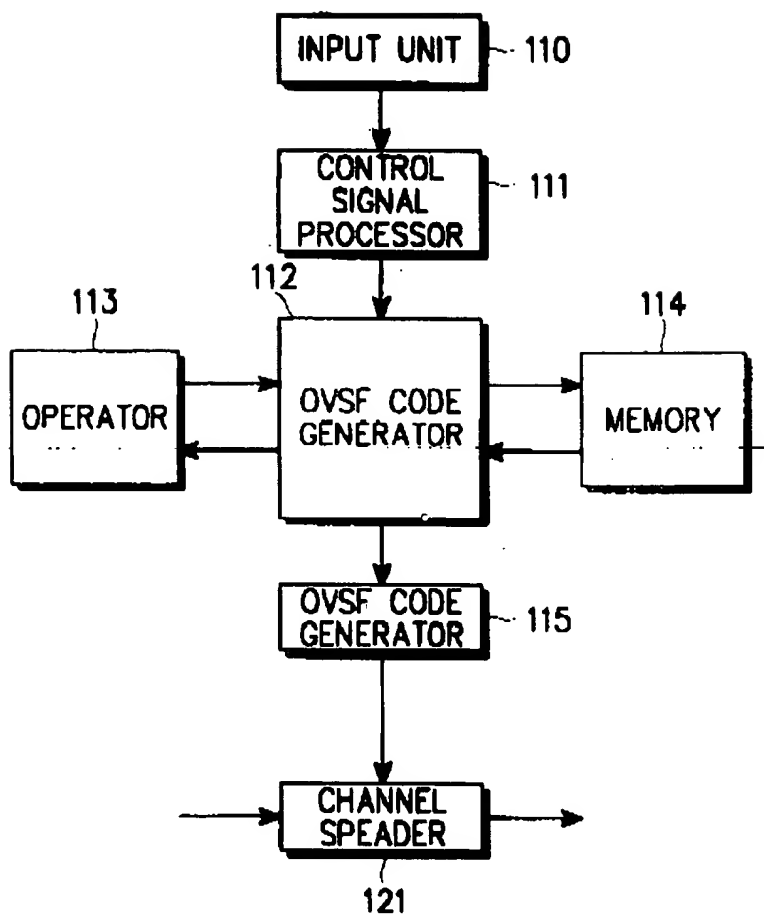 INPUT UNIT
110
CONTROL
SIGNAL
PROCESSOR
111
112
113
114
OPERATOR
OVSF CODE
GENERATOR
MEMORY
OVSF CODE
GENERATOR
115
CHANNEL
SPEADER
121